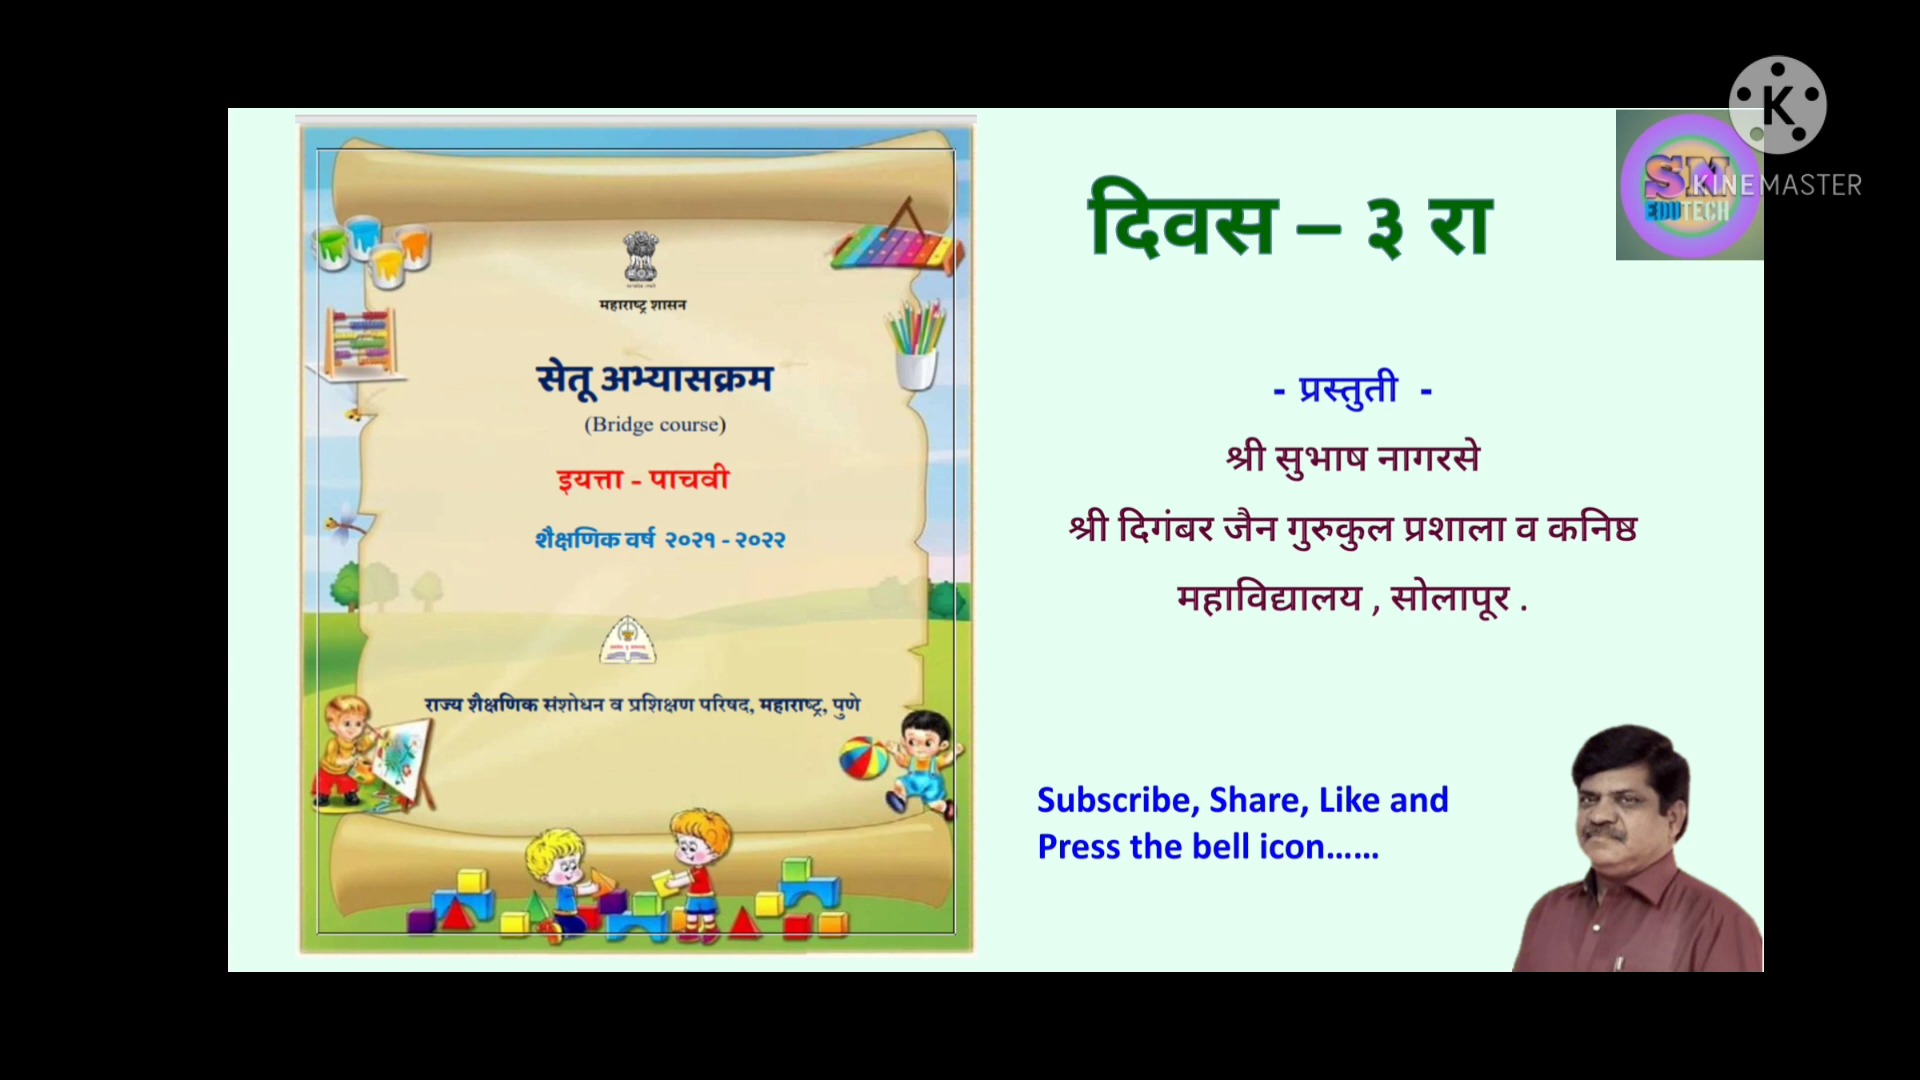 महाराष्ट्र शासन
सेतू अभ्यासक्रम
(Bridge course)
इयत्ता - पाचवी
शैक्षणिक वर्ष २०२१ - २०२२
राज्य शैक्षणिक संशोधन व प्रशिक्षण परिषद, महाराष्ट्र, पुणे
दिवस – ३ रा
- प्रस्तुती -
श्री सुभाष नागरसे
श्री दिगंबर जैन गुरुकुल प्रशाला व कनिष्ठ
महाविद्यालय , सोलापूर .
Subscribe, Share, Like and
Press the bell icon......
SN
EDUTECH
K
KINEMASTER